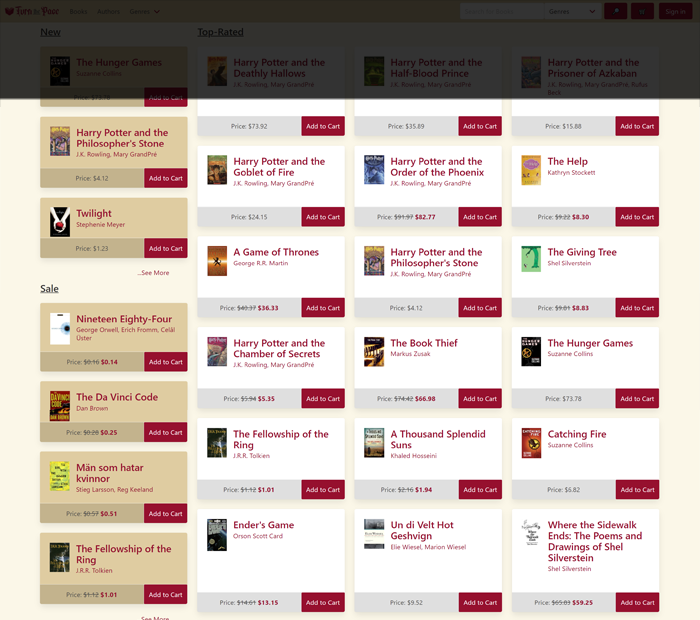 Turn the Page
Books
Authors
Genres
Genres
Sign in
New
The Hunger Games
Suzanne Collins
Add to Cart
Harry Potter and the
Philosopher's Stone
J.K. Rowling, Mary GrandPré
Price: $4.12
Add to Cart
Twilight
Stephenie Meyer
Price: $1.23
Add to Cart
...See More
Sale
Nineteen Eighty-Four
George Orwell, Erich Fromm, Celâl
Üster
Price: $0.16 $0.14
Add to Cart
The Da Vinci Code
Dan Brown
Price: $0.28 $0.25
Add to Cart
Män som hatar
kvinnor
Stieg Larsson, Reg Keeland
Price: $0.57 $0.51
Add to Cart
The Fellowship of the
Ring
J.R.R. Tolkien
Price: $1.12 $1.01
Add to Cart
See More
Top-Rated
Harry Potter and the
Deathly Hallows
J.K. Rowling, Mary GrandPré
Price: $73.92
Add to Cart
Harry Potter and the
Half-Blood Prince
J.K. Rowling, Mary GrandPré
Price: $35.89
Add to Cart
Harry Potter and the
Prisoner of Azkaban
J.K. Rowling, Mary GrandPré, Rufus
Beck
Price: $15.88
Add to Cart
Harry Potter and the
Goblet of Fire
J.K. Rowling, Mary GrandPré
Price: $24.15
Add to Cart
Harry Potter and the
Order of the Phoenix
J.K. Rowling, Mary GrandPré
Price: $91.97 $82.77
Add to Cart
The Help
Kathryn Stockett
Price: $9.22 $8.30
Add to Cart
A Game of Thrones
George R.R. Martin
Price: $40.37 $36.33
Add to Cart
Harry Potter and the
Philosopher's Stone
J.K. Rowling, Mary GrandPré
Price: $4.12
Add to Cart
The Giving Tree
Shel Silverstein
Price: $9.81 $8.83
Add to Cart
Harry Potter and the
Chamber of Secrets
J.K. Rowling, Mary GrandPré
Price: $5.94 $5.35
Add to Cart
The Book Thief
Markus Zusak
Price: $74.42 $66.98
Add to Cart
The Hunger Games
Suzanne Collins
Price: $73.78
Add to Cart
The Fellowship of the
Ring
J.R.R. Tolkien
Price: $1.12 $1.01
Add to Cart
A Thousand Splendid
Suns
Khaled Hosseini
Price: $2.16 $1.94
Add to Cart
Catching Fire
Suzanne Collins
Price: $6.82
Add to Cart
Ender's Game
Orson Scott Card
Price: $14.61 $13.15
Add to Cart
Un di Velt Hot
Geshvign
Elie Wiesel, Marion Wiesel
Price: $9.52
Add to Cart
Where the Sidewalk
Ends: The Poems and
Drawings of Shel
Silverstein
Shel Silverstein
Price: $65.83 $59.25
Add to Cart